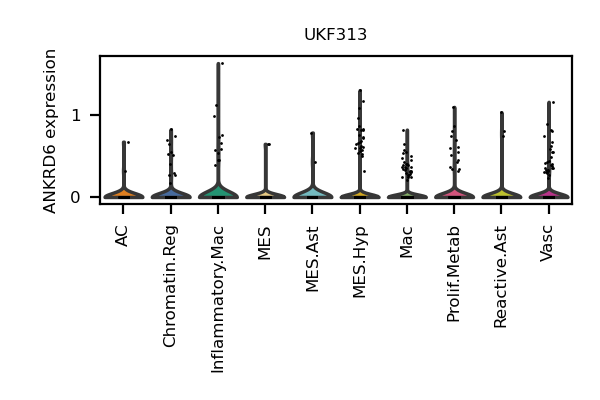 UKF313
ANKRD6 expression
1
0
AC
Chromatin.Reg
Inflammatory.Mac
MES
MES.Ast
MES.Hyp
Mac
Prolif.Metab
Reactive.Ast
Vasc